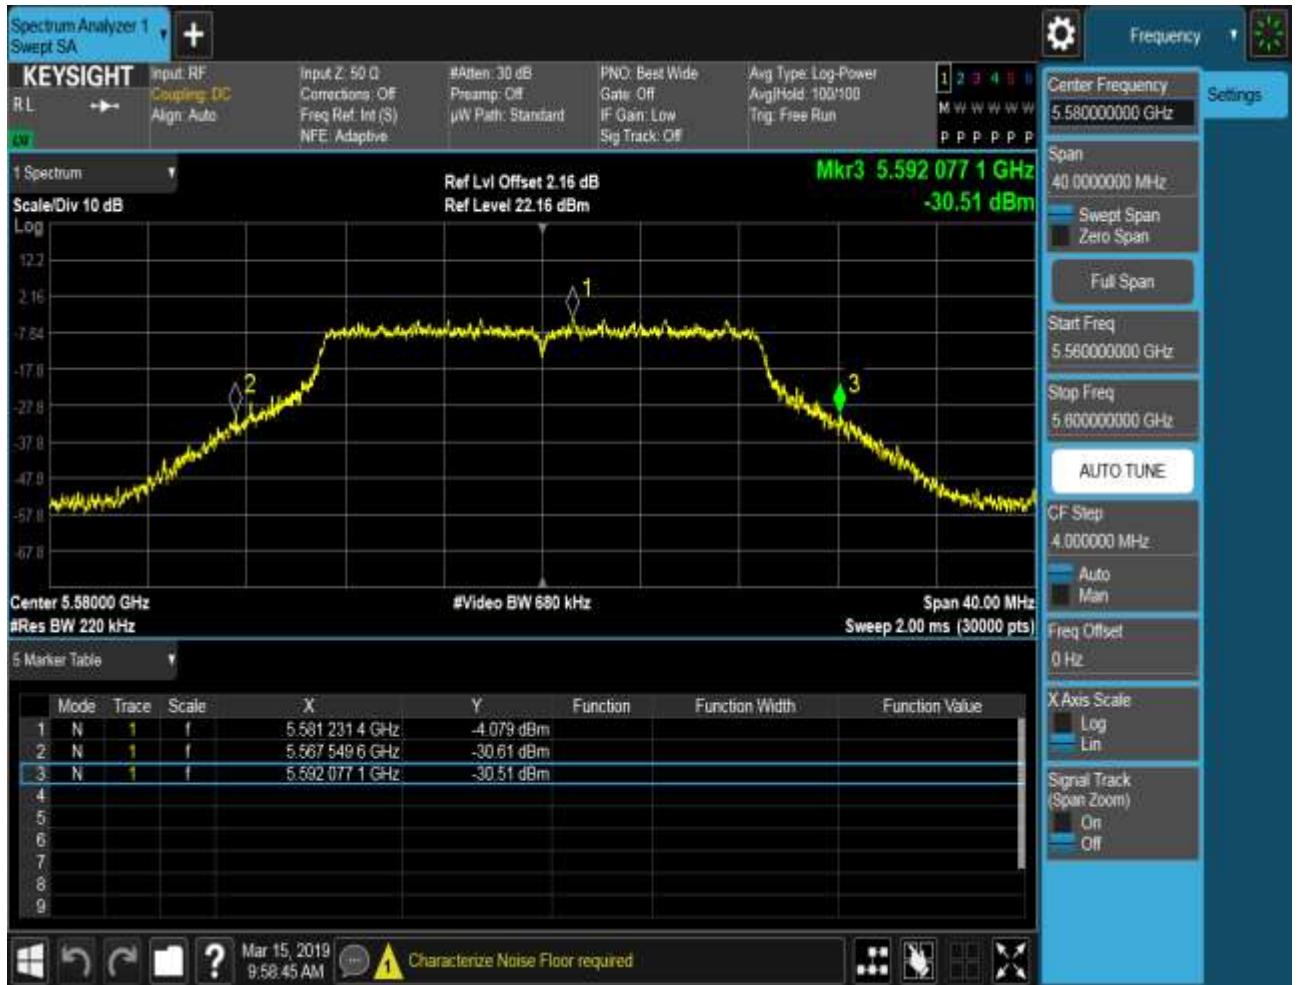 Spectrum Analyzer 1
Swept SA
Frequency
KEYSIGHT
RL
Input: RF
Coupling: DC
Align: Auto
Input Z: 50 Ω
Corrections: Off
Freq Ref: Int (S)
NFE: Adaptive
#Atten: 30 dB
Preamp: Off
µW Path: Standard
PNO: Best Wide
Gate: Off
IF Gain: Low
Sig Track: Off
Avg Type: Log-Power
Avg|Hold: 100/100
Trig: Free Run
1 2 3 4 5 6
M W W W W W
P P P P P P
1 Spectrum
Scale/Div 10 dB
Ref Lvl Offset 2.16 dB
Ref Level 22.16 dBm
Mkr3 5.592 077 1 GHz
-30.51 dBm
Log
12.2
2.16
-7.84
-17.8
-27.8
-37.8
-47.8
-57.8
-67.8
1
2
3
Center 5.58000 GHz
#Res BW 220 kHz
#Video BW 680 kHz
Span 40.00 MHz
Sweep 2.00 ms (30000 pts)
5 Marker Table
Mode Trace Scale X Y Function Function Width Function Value
1 N 1 f 5.581 231 4 GHz -4.079 dBm
2 N 1 f 5.567 549 6 GHz -30.61 dBm
3 N 1 f 5.592 077 1 GHz -30.51 dBm
4
5
6
7
8
9
Center Frequency
5.580000000 GHz
Settings
Span
40.0000000 MHz
Swept Span
Zero Span
Full Span
Start Freq
5.560000000 GHz
Stop Freq
5.600000000 GHz
AUTO TUNE
CF Step
4.000000 MHz
Auto
Man
Freq Offset
0 Hz
X Axis Scale
Log
Lin
Signal Track
(Span Zoom)
On
Off
?
Mar 15, 2019
9:58:45 AM
1
Characterize Noise Floor required